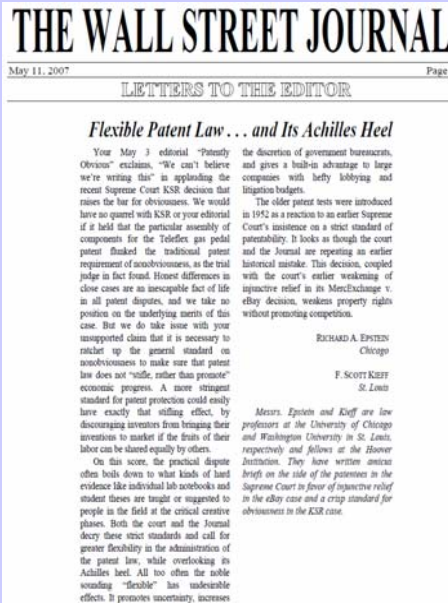 THE WALL STREET JOURNAL
May 11, 2007 Page
LETTERS TO THE EDITOR
Flexible Patent Law . . . and Its Achilles Heel
Your May 3 editorial "Patently
Obvious" exclaims, "We can't believe
we're writing this" in applauding the
recent Supreme Court KSR decision that
raises the bar for obviousness. We would
have no quarrel with KSR or your editorial
if it held that the particular assembly of
components for the Teleflex gas pedal
patent flunked the traditional patent
requirement of nonobviousness, as the trial
judge in fact found. Honest differences in
close cases are an inescapable fact of life
in all patent disputes, and we take no
position on the underlying merits of this
case. But we do take issue with your
unsupported claim that it is necessary to
ratchet up the general standard on
nonobviousness to make sure that patent
law does not "stifle, rather than promote"
economic progress. A more stringent
standard for patent protection could easily
have exactly that stifling effect, by
discouraging inventors from bringing their
inventions to market if the fruits of their
labor can be shared equally by others.
On this score, the practical dispute
often boils down to what kinds of hard
evidence like individual lab notebooks and
student theses are taught or suggested to
people in the field at the critical creative
phases. Both the court and the Journal
decry these strict standards and call for
greater flexibility in the administration of
the patent law, while overlooking its
Achilles heel. All too often the noble
sounding "flexible" has undesirable
effects. It promotes uncertainty, increases
the discretion of government bureaucrats,
and gives a built-in advantage to large
companies with hefty lobbying and
litigation budgets.
The older patent tests were introduced
in 1952 as a reaction to an earlier Supreme
Court's insistence on a strict standard of
patentability. It looks as though the court
and the Journal are repeating an earlier
historical mistake. This decision, coupled
with the court's earlier weakening of
injunctive relief in its MercExchange v.
eBay decision, weakens property rights
without promoting competition.
RICHARD A. EPSTEIN
Chicago
F. SCOTT KIEFF
St. Louis
Messrs. Epstein and Kieff are law
professors at the University of Chicago
and Washington University in St. Louis,
respectively and fellows at the Hoover
Institution. They have written amicus
briefs on the side of the patentees in the
Supreme Court in favor of injunctive relief
in the eBay case and a crisp standard for
obviousness in the KSR case.